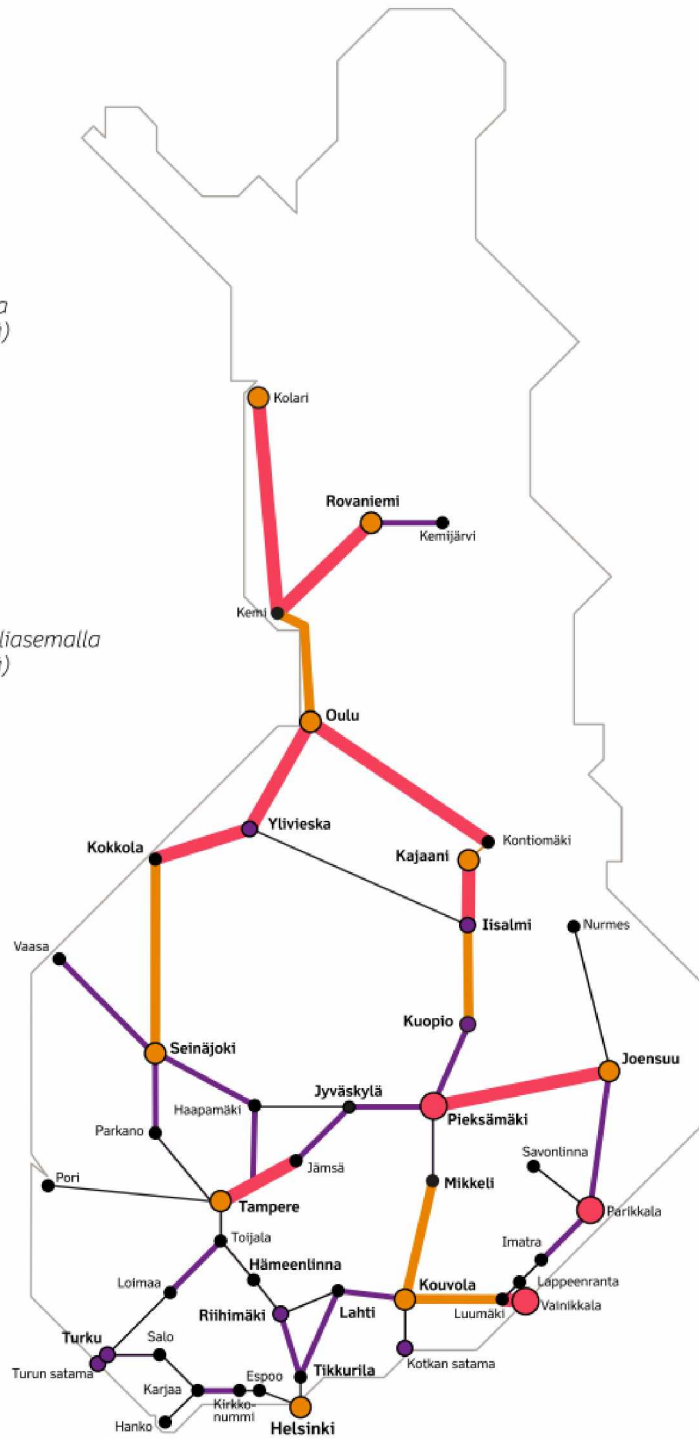 a
)
Kolari
Rovaniemi
Kemijärvi
Kemi
liasemalla
)
Oulu
Ylivieska
Kokkola
Kontiomäki
Kajaani
Iisalmi
Nurmes
Vaasa
Kuopio
Seinäjoki
Joensuu
Jyväskylä
Haapamäki
Pieksämäki
Parkano
Savonlinna
Jämsä
Mikkeli
Pori
Tampere
Parikkala
Toijala
Imatra
Hämeenlinna
Lappeenranta
Kouvola
Loimaa
Lahti
Luumäki
Vainikkala
Riihimäki
Turku
Salo
Kotkan satama
Turun satama
Tikkurila
Espoo
Karjaa
Kirkko-
nummi
Hanko
Helsinki